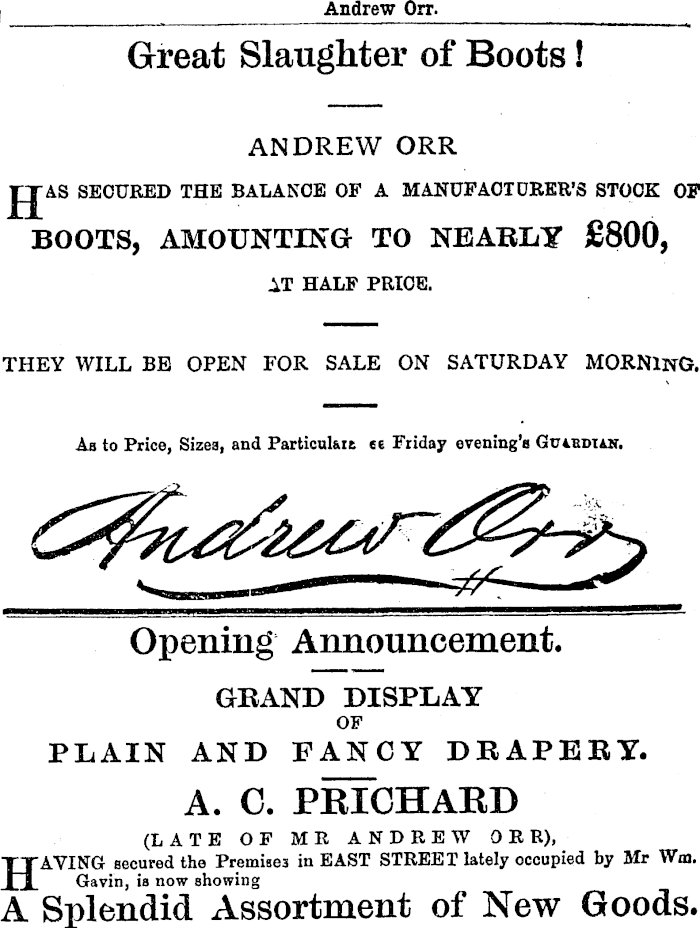 Andrew Orr.
Great Slaughter of Boots!
ANDREW ORR
HAS SECURED THE BALANCE OF A MANUFACTURER'S STOCK OF
BOOTS, AMOUNTING TO NEARLY £800,
AT HALF PRICE.
THEY WILL BE OPEN FOR SALE ON SATURDAY MORNING.
As to Price, Sizes, and Particulars see Friday evening's GUARDIAN.
Andrew Orr
Opening Announcement.
GRAND DISPLAY
OF
PLAIN AND FANCY DRAPERY.
A. C. PRICHARD
(LATE OF MR ANDREW ORR),
HAVING secured the Premises in EAST STREET lately occupied by Mr Wm.
Gavin, is now showing
A Splendid Assortment of New Goods.